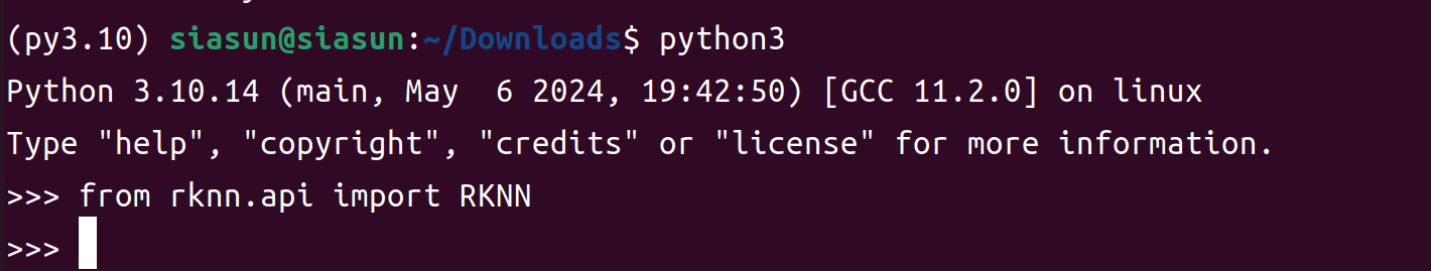 (py3.10) siasun@siasun:~/Downloads$ python3
Python 3.10.14 (main, May  6 2024, 19:42:50) [GCC 11.2.0] on linux
Type "help", "copyright", "credits" or "license" for more information.
>>> from rknn.api import RKNN
>>>